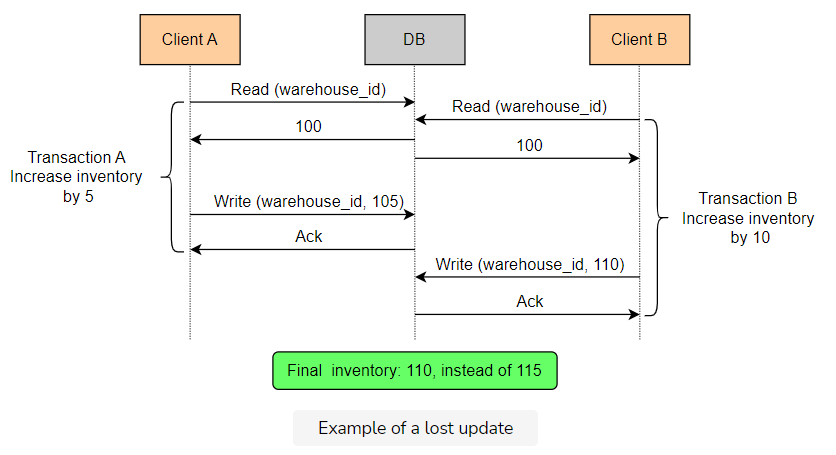 Client A
DB
Client B
Read (warehouse_id)
Read (warehouse_id)
100
100
Transaction A
Increase inventory
by 5
Write (warehouse_id, 105)
Transaction B
Increase inventory
by 10
Ack
Write (warehouse_id, 110)
Ack
Final inventory: 110, instead of 115
Example of a lost update